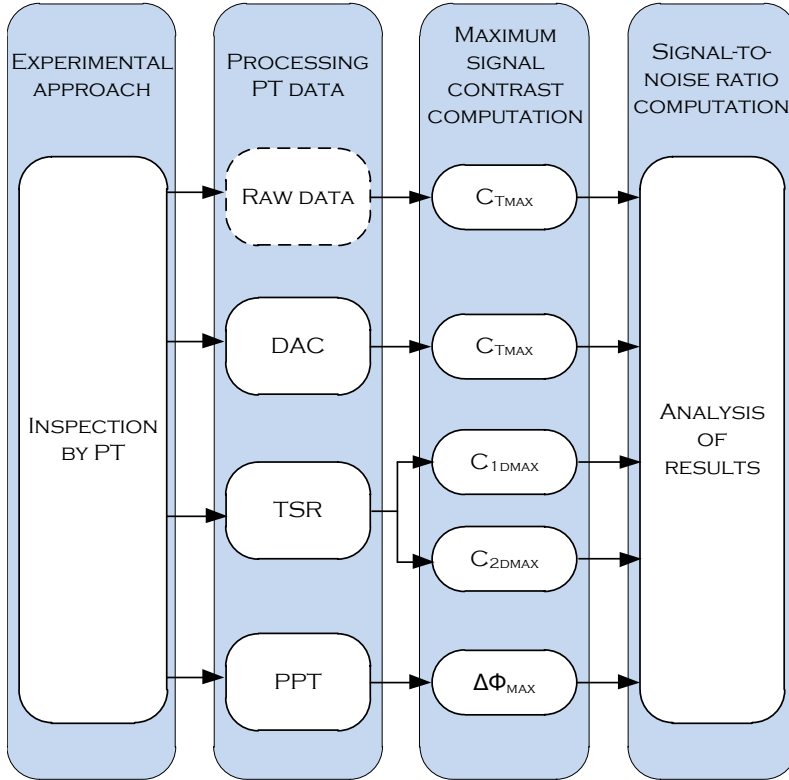 EXPERIMENTAL
APPROACH
INSPECTION
BY PT
PROCESSING
PT DATA
RAW DATA
DAC
TSR
PPT
MAXIMUM
SIGNAL
CONTRAST
COMPUTATION
CTMAX
CTMAX
C1DMAX
C2DMAX
ΔΦMAX
SIGNAL-TO-
NOISE RATIO
COMPUTATION
ANALYSIS
OF
RESULTS